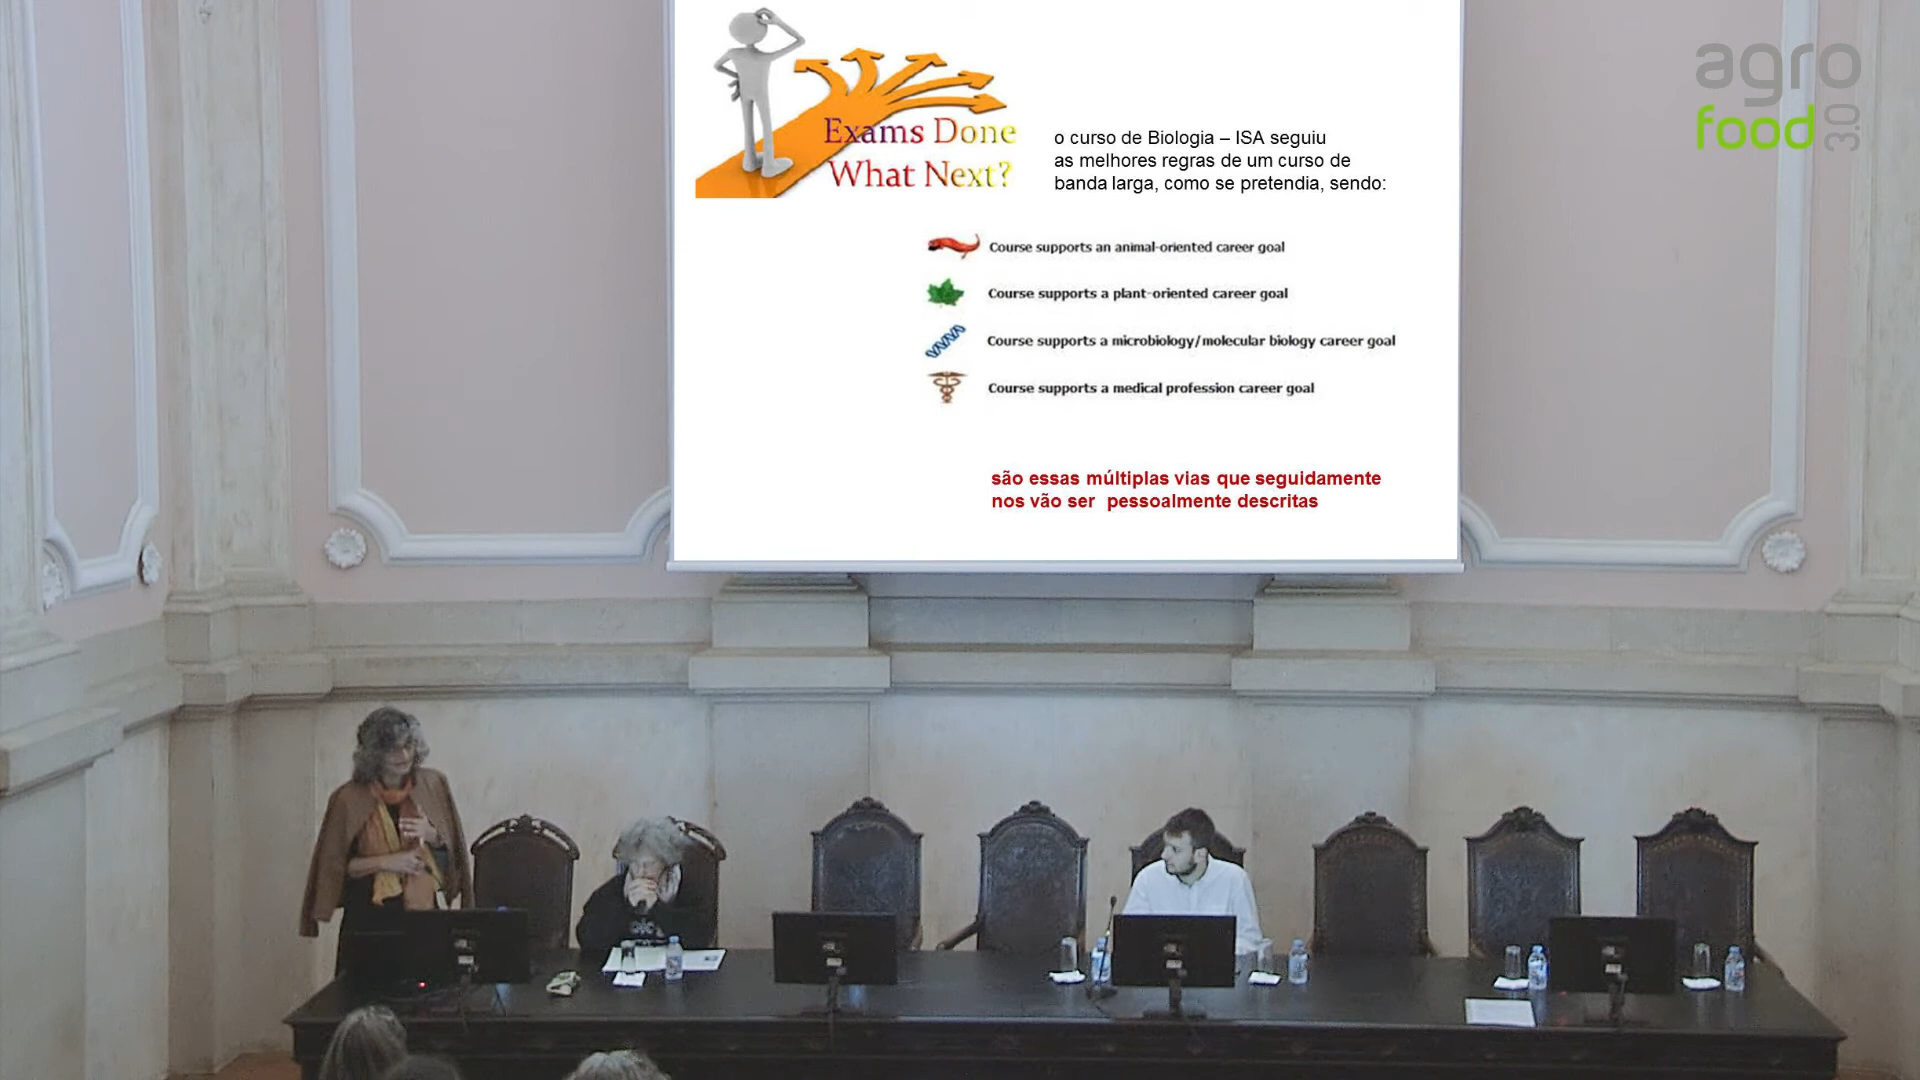 agro
food
3.0
Exams Done
What Next?
o curso de Biologia – ISA seguiu
as melhores regras de um curso de
banda larga, como se pretendia, sendo:
Course supports an animal-oriented career goal
Course supports a plant-oriented career goal
Course supports a microbiology/molecular biology career goal
Course supports a medical profession career goal
são essas múltiplas vias que seguidamente
nos vão ser pessoalmente descritas